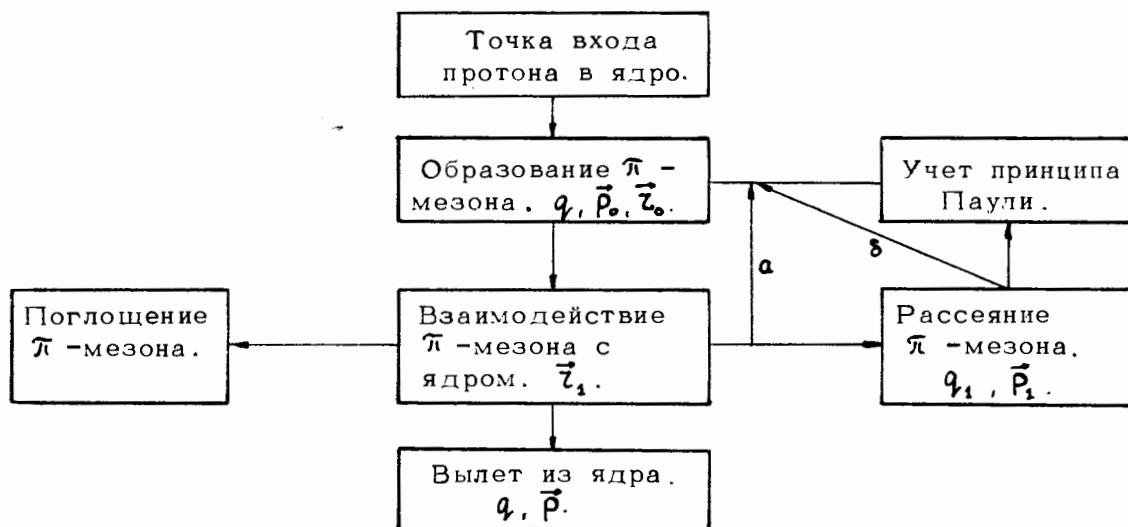 Точка входа
протона в ядро.
Образование π̃ -
мезона. q, p⃗₀, r⃗₀.
Учет принципа
Паули.
а
б
Поглощение
π̃ -мезона.
Взаимодействие
π̃ -мезона с
ядром. r⃗₁.
Рассеяние
π̃ -мезона.
q₁, p⃗₁.
Вылет из ядра.
q, p⃗.